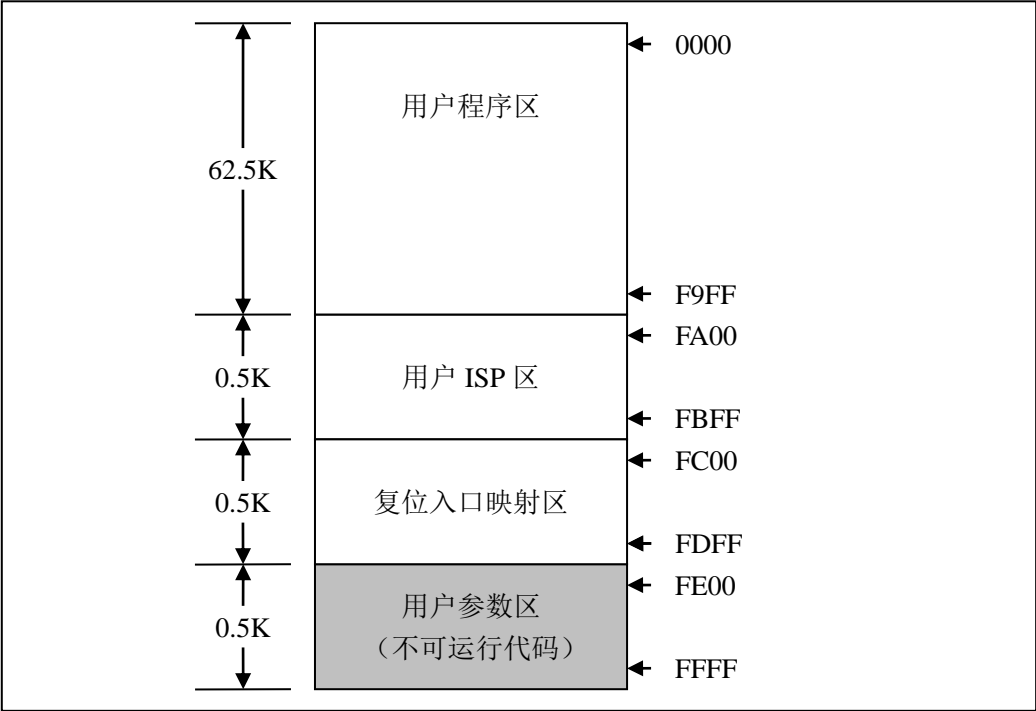 0000
用户程序区
62.5K
F9FF
FA00
用户 ISP 区
0.5K
FBFF
FC00
复位入口映射区
0.5K
FDFF
FE00
用户参数区
0.5K
（不可运行代码）
FFFF